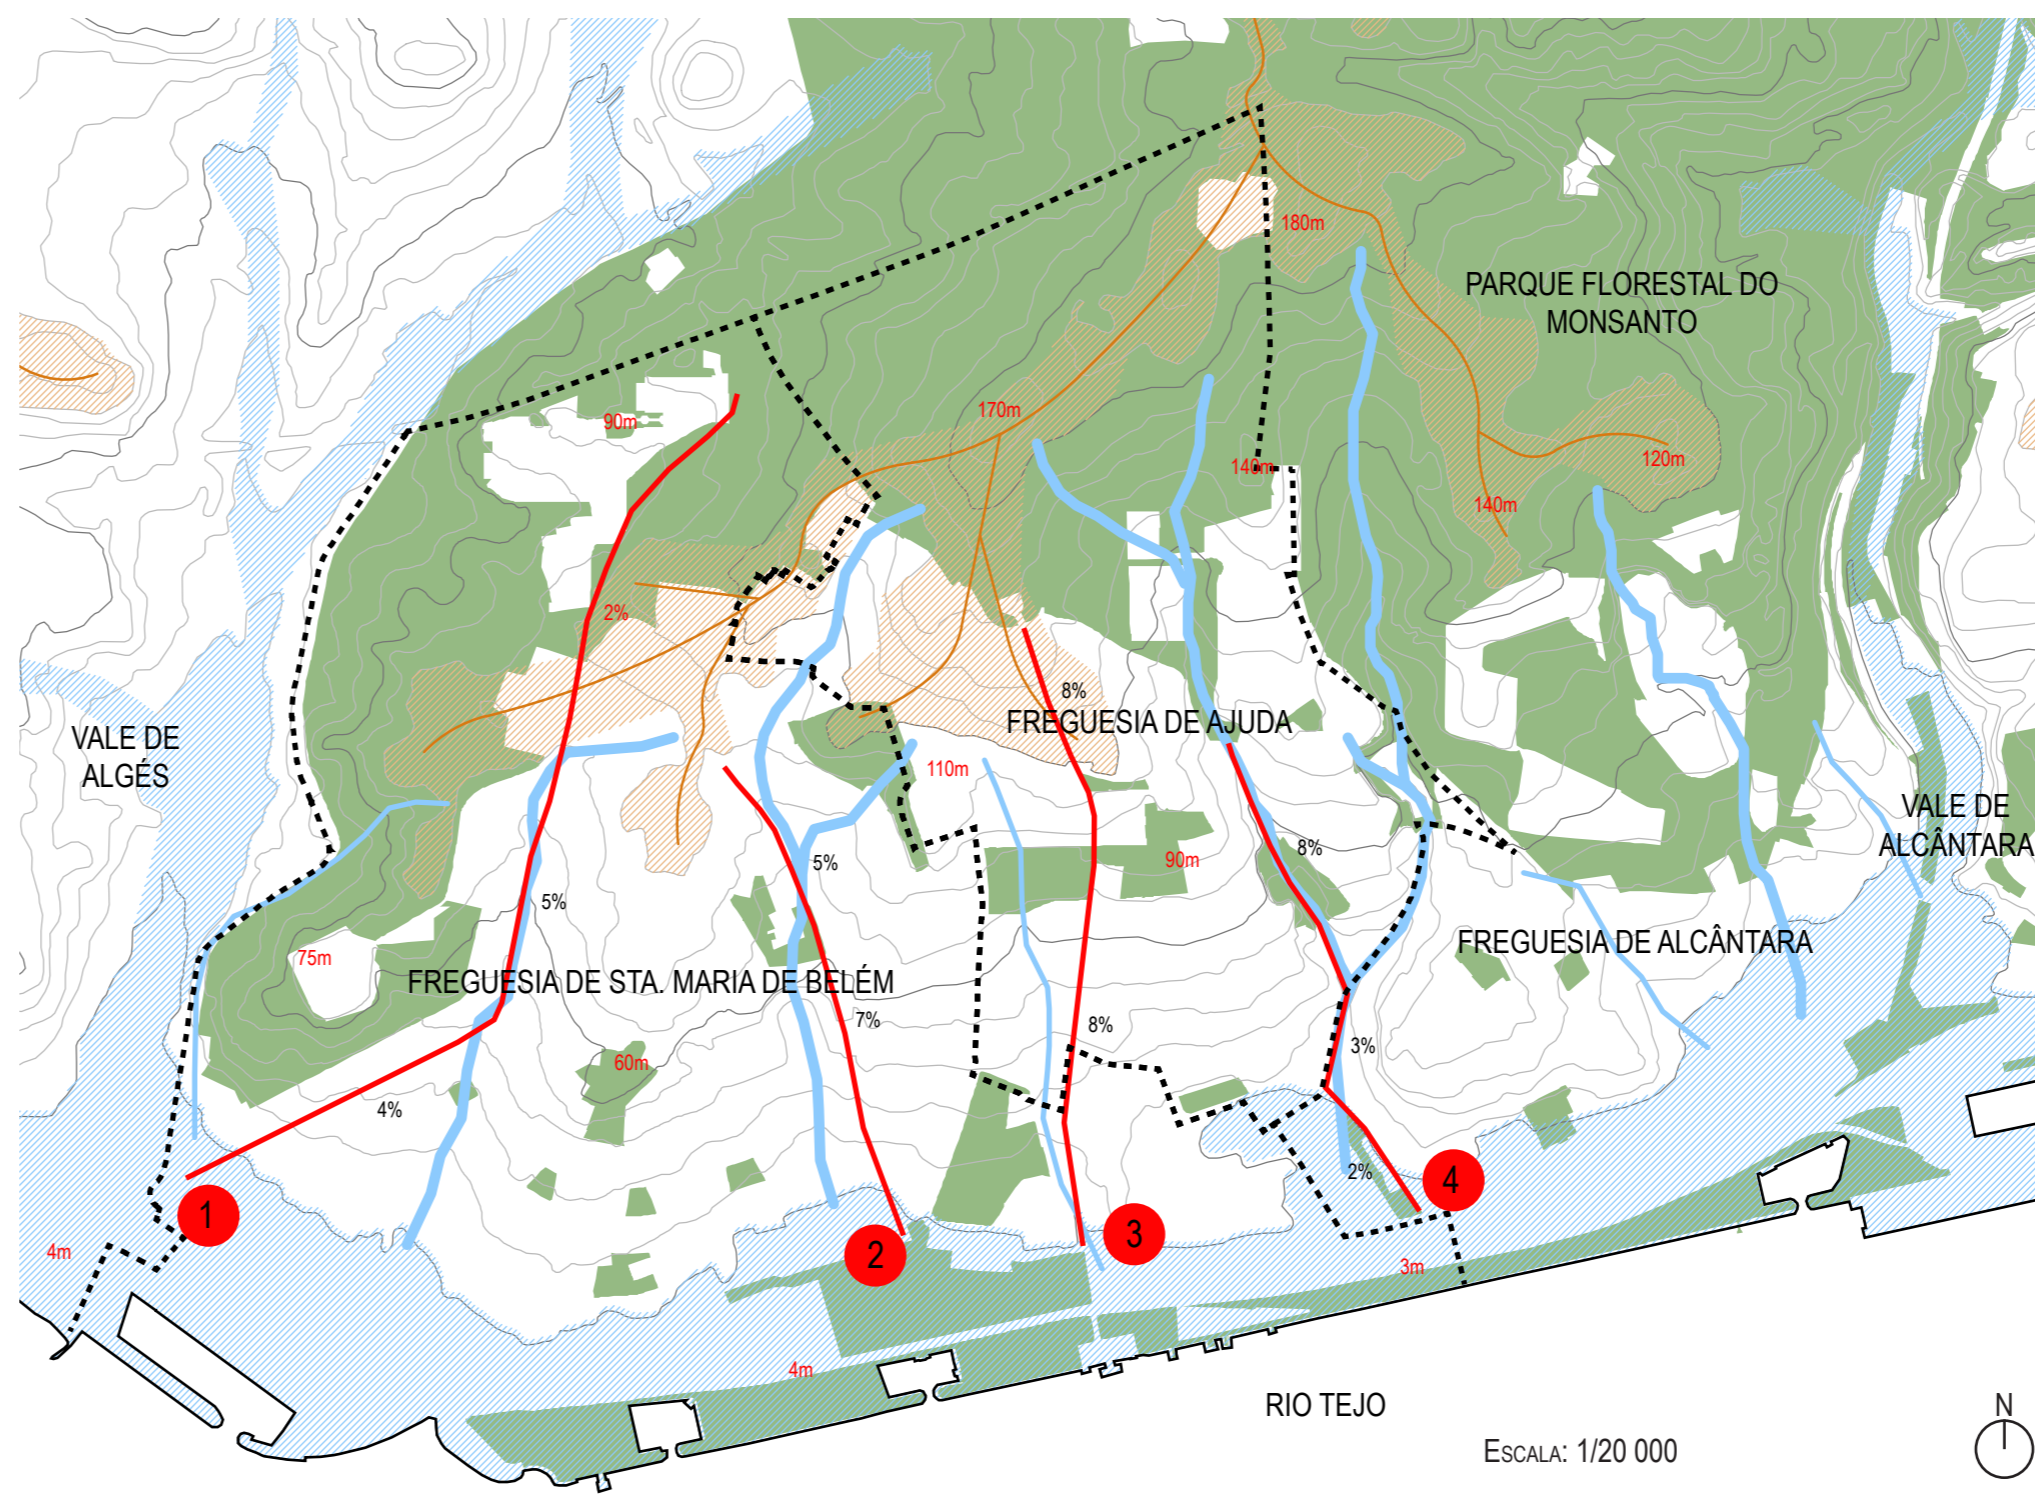 180m
PARQUE FLORESTAL DO
MONSANTO
90m
170m
140m
120m
140m
2%
8%
FREGUESIA DE AJUDA
VALE DE
ALGÉS
110m
VALE DE
ALCÂNTARA
5%
90m
8%
5%
75m
FREGUESIA DE STA. MARIA DE BELÉM
FREGUESIA DE ALCÂNTARA
7%
8%
3%
60m
4%
2%
1
2
3
4
4m
3m
4m
RIO TEJO
N
ESCALA: 1/20 000